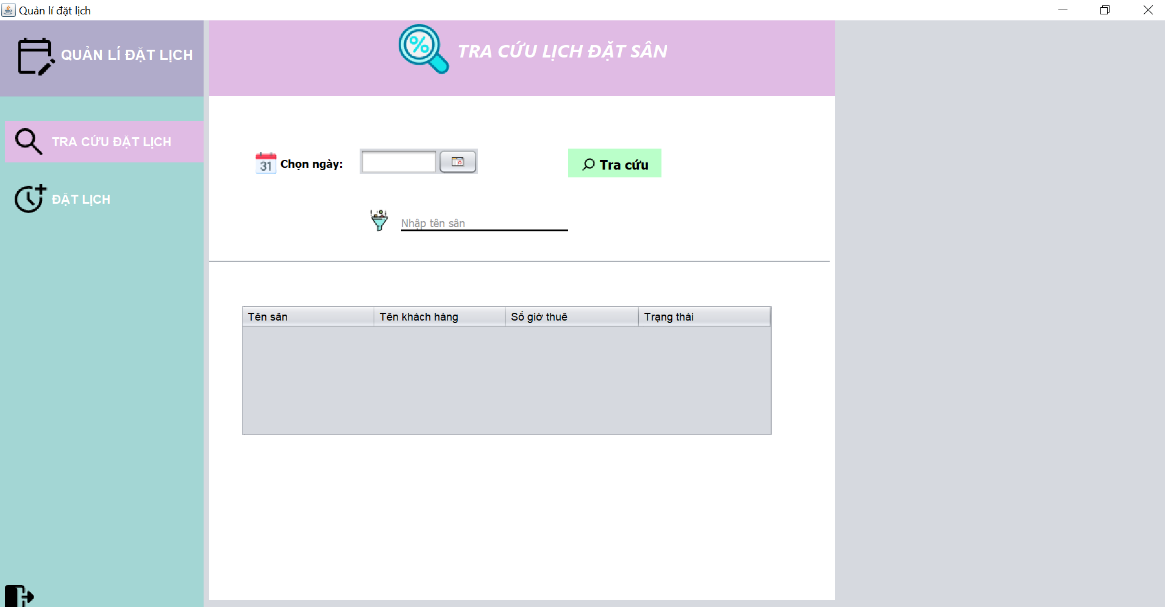 Quản lí đặt lịch
QUẢN LÍ ĐẶT LỊCH
TRA CỨU LỊCH ĐẶT SÂN
TRA CỨU ĐẶT LỊCH
ĐẶT LỊCH
31 Chọn ngày:
Tra cứu
Nhập tên sân
Tên sân Tên khách hàng Số giờ thuê Trạng thái